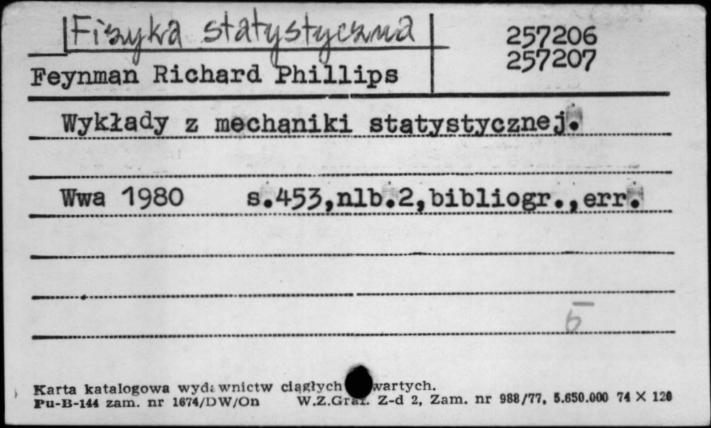 Fizyka statystyczna
257206
257207
Feynman Richard Phillips
Wykłady z mechaniki statystycznej.
Wwa 1980 s.453,nlb.2,bibliogr.,err.
5
Karta katalogowa wydawnictw ciągłych wartych.
Pu-B-144 zam. nr 1674/DW/On W.Z.Graf. Z-d 2, Zam. nr 988/77, 5.650.000 74 X 120